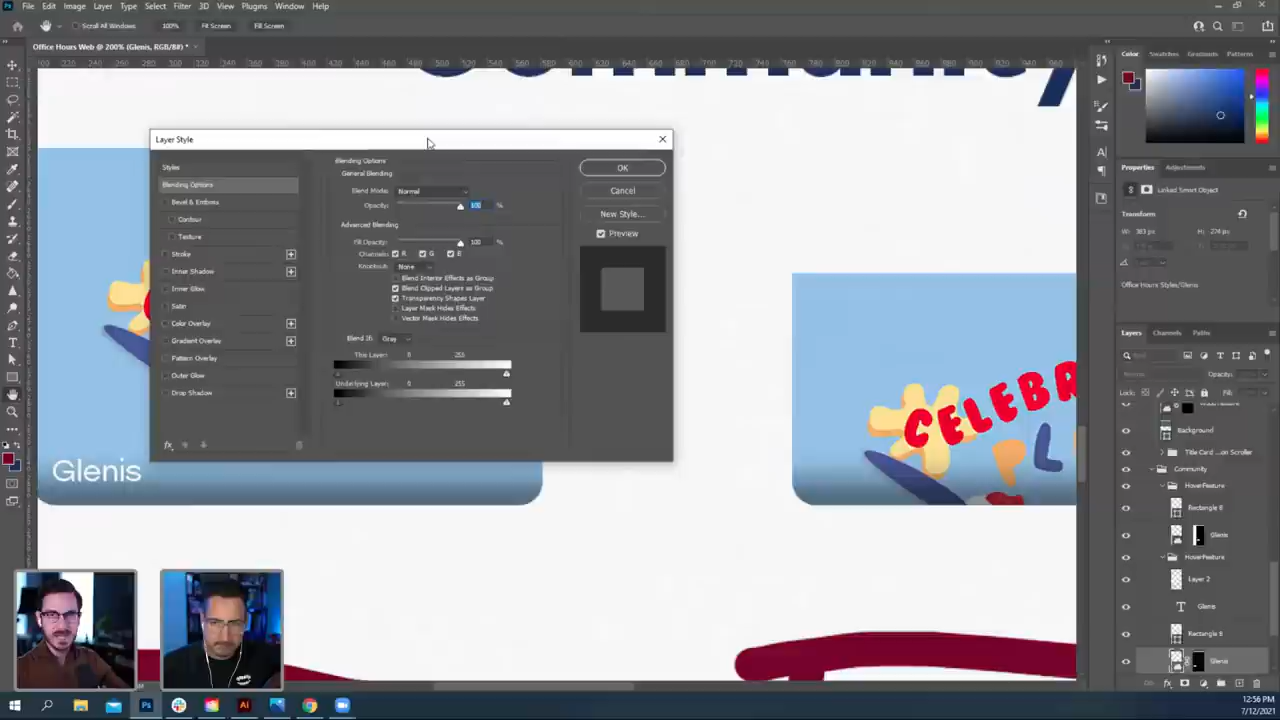 File Edit Image Layer Type Select Filter 3D View Plugins Window Help
Scroll All Windows 100% Fit Screen Fill Screen
Office Hours Web @ 200% (Glenis, RGB/8#) *
Community
Layer Style
Styles
Blending Options
Bevel & Emboss
Contour
Texture
Stroke
Inner Shadow
Inner Glow
Satin
Color Overlay
Gradient Overlay
Pattern Overlay
Outer Glow
Drop Shadow
fx
Blending Options
General Blending
Blend Mode: Normal
Opacity: 100 %
Advanced Blending
Fill Opacity: 100 %
Channels: R G B
Knockout: None
Blend Interior Effects as Group
Blend Clipped Layers as Group
Transparency Shapes Layer
Layer Mask Hides Effects
Vector Mask Hides Effects
Blend If: Gray
This Layer: 0 255
Underlying Layer: 0 255
OK
Cancel
New Style...
Preview
Glenis
CELEBR
PL
Color Swatches Gradients Patterns
Properties Adjustments
Linked Smart Object
Transform
W: 383 px H: 274 px
Office Hours Styles/Glenis
Layers Channels Paths
Opacity:
Lock: Fill:
Background
Title Card ...on Scroller
Community
HoverFeature
Rectangle 8
Glenis
HoverFeature
Layer 2
Glenis
Rectangle 8
Glenis
12:56 PM
7/12/2021